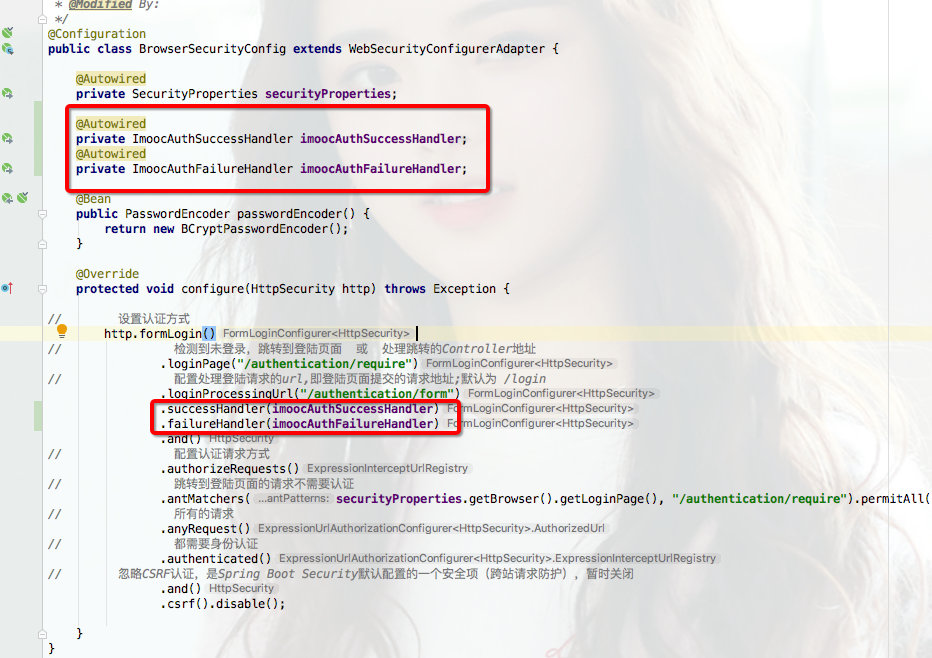 * @Modified By:
*/
@Configuration
public class BrowserSecurityConfig extends WebSecurityConfigurerAdapter {
@Autowired
private SecurityProperties securityProperties;
@Autowired
private ImoocAuthSuccessHandler imoocAuthSuccessHandler;
@Autowired
private ImoocAuthFailureHandler imoocAuthFailureHandler;
@Bean
public PasswordEncoder passwordEncoder() {
return new BCryptPasswordEncoder();
}
@Override
protected void configure(HttpSecurity http) throws Exception {
// 设置认证方式
http.formLogin() FormLoginConfigurer<HttpSecurity>
// 检测到未登录，跳转到登陆页面 或 处理跳转的Controller地址
.loginPage("/authentication/require") FormLoginConfigurer<HttpSecurity>
// 配置处理登陆请求的url,即登陆页面提交的请求地址;默认为 /login
.loginProcessingUrl("/authentication/form") FormLoginConfigurer<HttpSecurity>
.successHandler(imoocAuthSuccessHandler) FormLoginConfigurer<HttpSecurity>
.failureHandler(imoocAuthFailureHandler) FormLoginConfigurer<HttpSecurity>
.and() HttpSecurity
// 配置认证请求方式
.authorizeRequests() ExpressionInterceptUrlRegistry
// 跳转到登陆页面的请求不需要认证
.antMatchers( ...antPatterns: securityProperties.getBrowser().getLoginPage(), "/authentication/require").permitAll()
// 所有的请求
.anyRequest() ExpressionUrlAuthorizationConfigurer<HttpSecurity>.AuthorizedUrl
// 都需要身份认证
.authenticated() ExpressionUrlAuthorizationConfigurer<HttpSecurity>.ExpressionInterceptUrlRegistry
// 忽略CSRF认证，是Spring Boot Security默认配置的一个安全项（跨站请求防护），暂时关闭
.and() HttpSecurity
.csrf().disable();
}
}